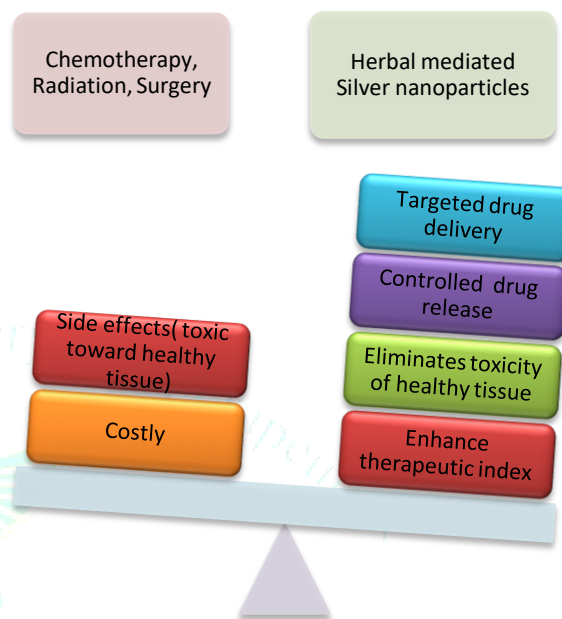 Chemotherapy,
Radiation, Surgery
Herbal mediated
Silver nanoparticles
Targeted drug
delivery
Controlled drug
release
Side effects( toxic
toward healthy
tissue)
Eliminates toxicity
of healthy tissue
Costly
Enhance
therapeutic index